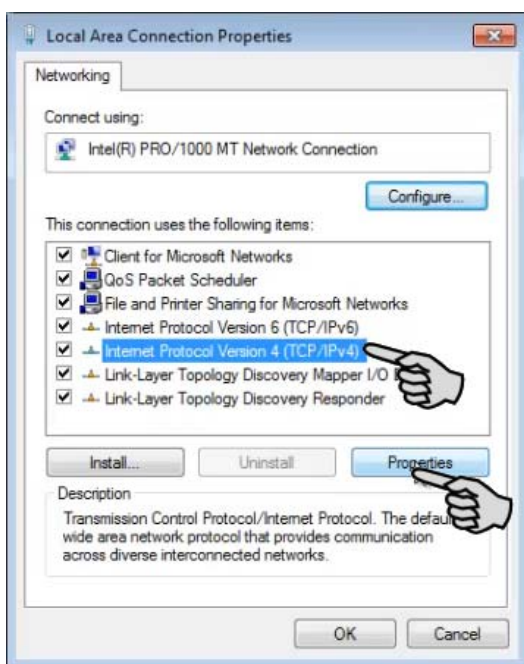 Local Area Connection Properties
Networking
Connect using:
Intel(R) PRO/1000 MT Network Connection
Configure...
This connection uses the following items:
Client for Microsoft Networks
QoS Packet Scheduler
File and Printer Sharing for Microsoft Networks
Internet Protocol Version 6 (TCP/IPv6)
Internet Protocol Version 4 (TCP/IPv4)
Link-Layer Topology Discovery Mapper I/O
Link-Layer Topology Discovery Responder
Install...
Uninstall
Properties
Description
Transmission Control Protocol/Internet Protocol. The default
wide area network protocol that provides communication
across diverse interconnected networks.
OK
Cancel